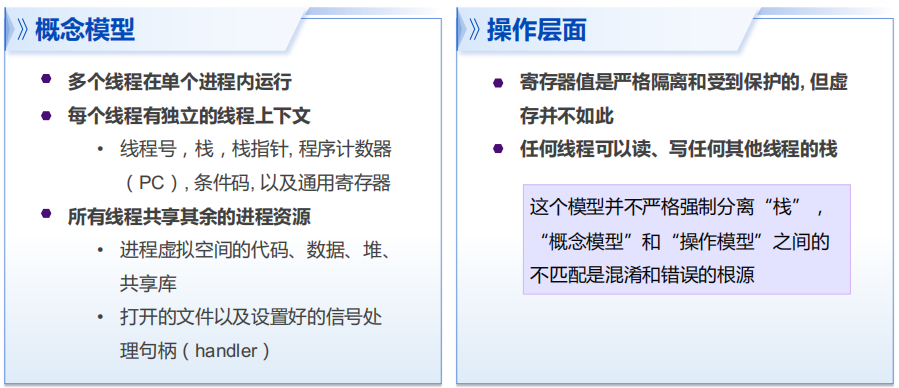 概念模型
多个线程在单个进程内运行
每个线程有独立的线程上下文
• 线程号，栈，栈指针, 程序计数器
（PC）, 条件码, 以及通用寄存器
所有线程共享其余的进程资源
• 进程虚拟空间的代码、数据、堆、
共享库
• 打开的文件以及设置好的信号处
理句柄（handler）
操作层面
寄存器值是严格隔离和受到保护的, 但虚
存并不如此
任何线程可以读、写任何其他线程的栈
这个模型并不严格强制分离“栈”，
“概念模型”和“操作模型”之间的
不匹配是混淆和错误的根源